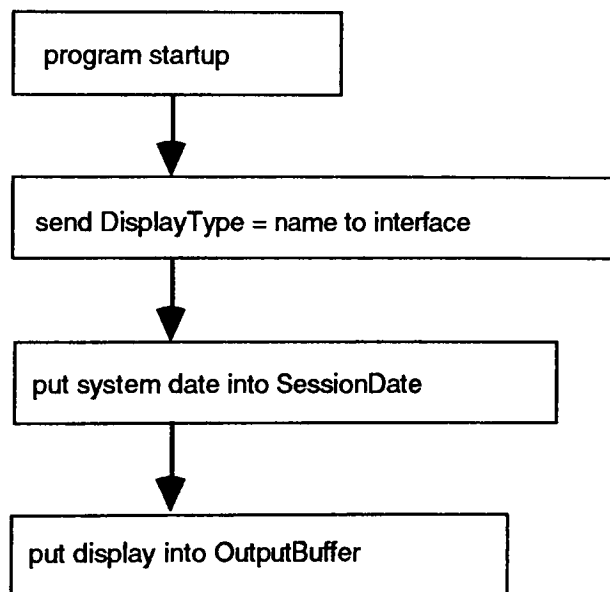 program startup
send DisplayType = name to interface
put system date into SessionDate
put display into OutputBuffer